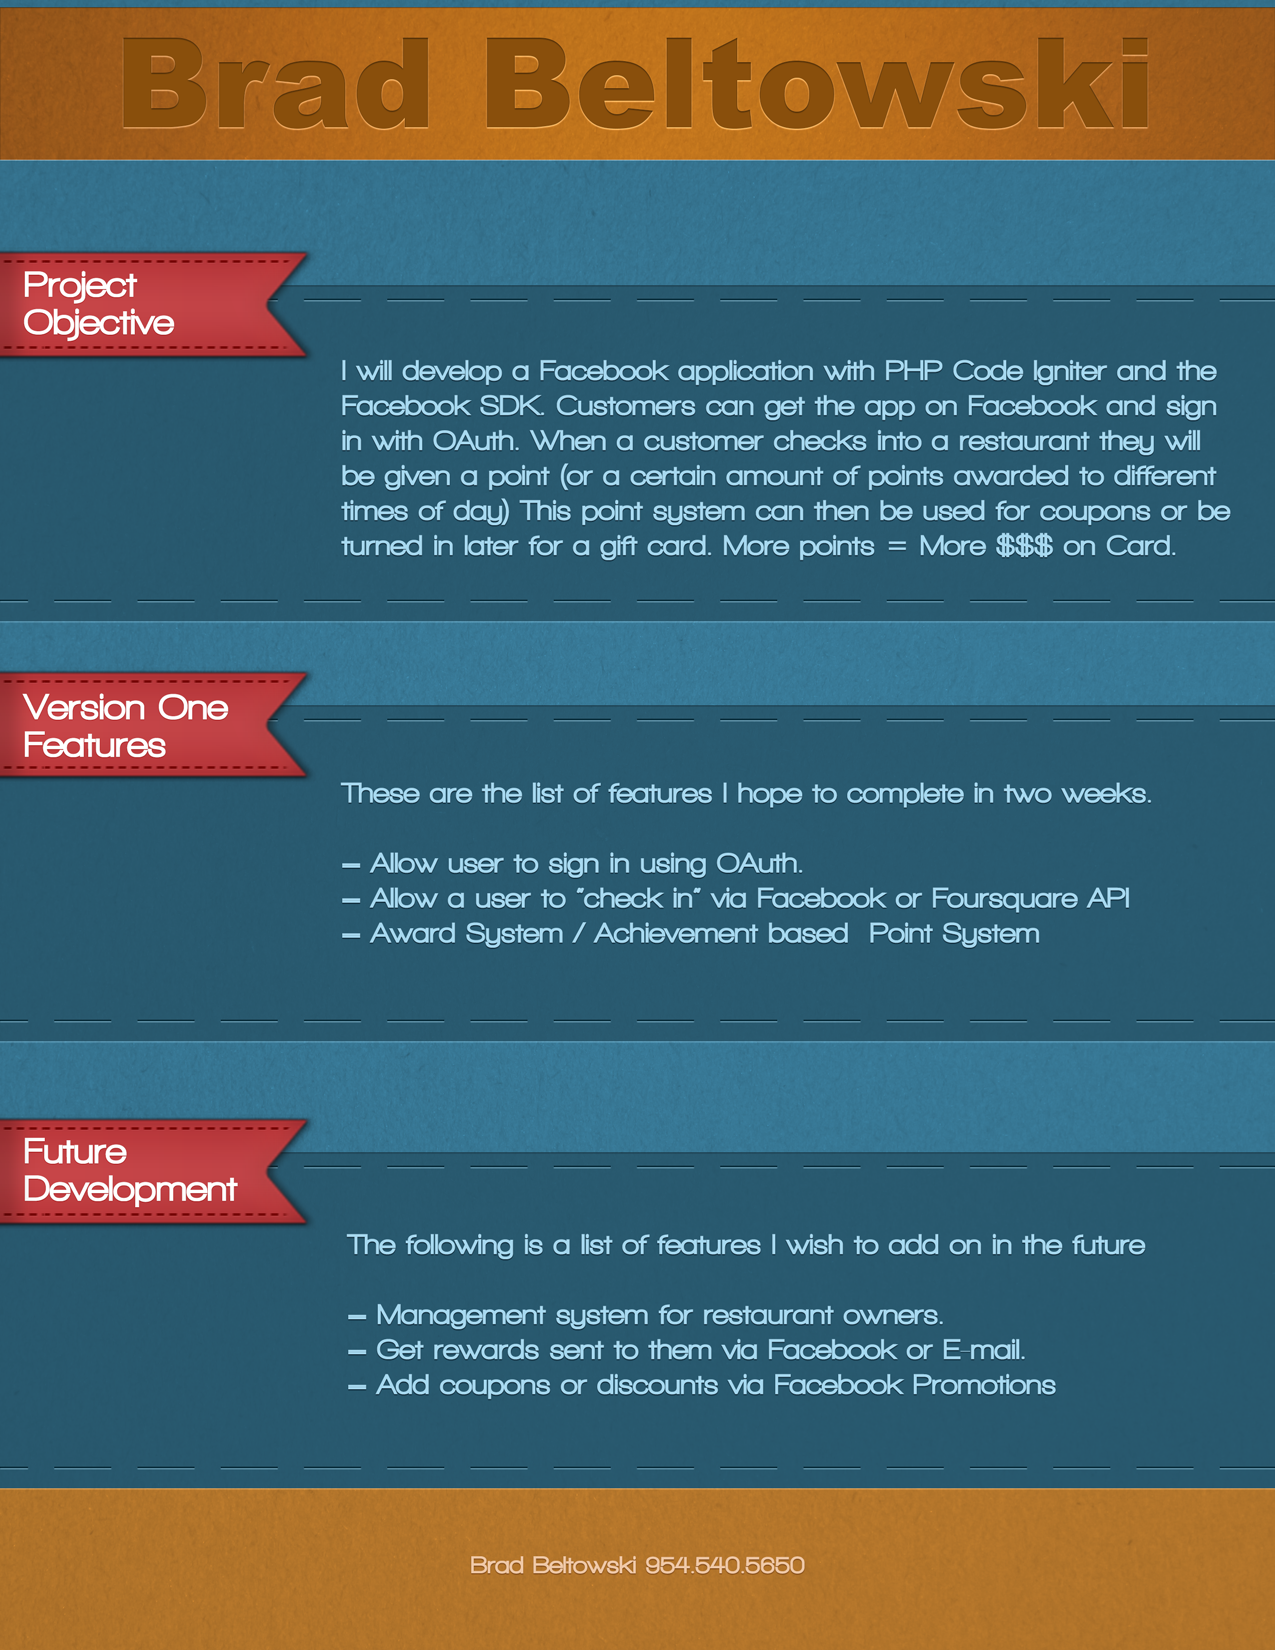 Brad Beltowski
Project
Objective
I will develop a Facebook application with PHP Code Igniter and the
Facebook SDK. Customers can get the app on Facebook and sign
in with OAuth. When a customer checks into a restaurant they will
be given a point (or a certain amount of points awarded to different
times of day) This point system can then be used for coupons or be
turned in later for a gift card. More points = More $$$ on Card.
Version One
Features
These are the list of features I hope to complete in two weeks.
– Allow user to sign in using OAuth.
– Allow a user to "check in" via Facebook or Foursquare API
– Award System / Achievement based  Point System
Future
Development
The following is a list of features I wish to add on in the future
– Management system for restaurant owners.
– Get rewards sent to them via Facebook or E-mail.
– Add coupons or discounts via Facebook Promotions
Brad Beltowski 954.540.5650